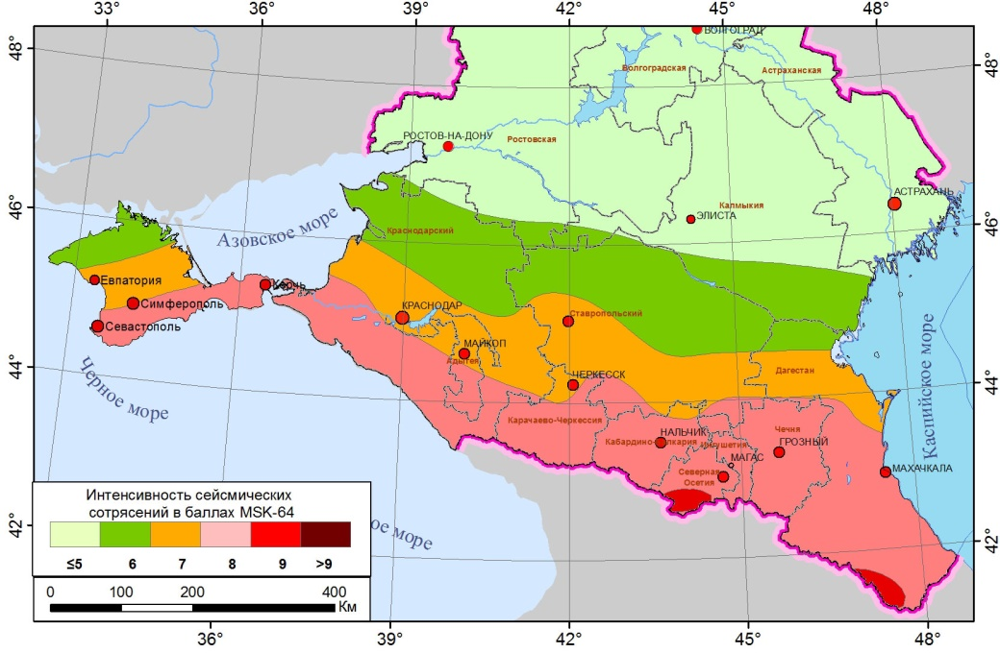 33° 36° 39° 42° 45° 48°
48° 48°
ВОЛГОГРАД
Волгоградская
Астраханская
РОСТОВ-НА-ДОНУ
Ростовская
46° 46°
АСТРАХАНЬ
Калмыкия
ЭЛИСТА
Азовское море
Краснодарский
Евпатория
Керчь
Симферополь
КРАСНОДАР
Ставропольский
Севастополь
МАЙКОП
Адыгея
44° 44°
Дагестан
ЧЕРКЕССК
Черное море
Каспийское море
Карачаево-Черкессия
Чечня
НАЛЬЧИК
Ингушетия
ГРОЗНЫЙ
МАГАС
МАХАЧКАЛА
Северная
Осетия
Интенсивность сейсмических
сотрясений в баллах MSK-64
≤5 6 7 8 9 >9
42° 42°
ое море
0 100 200 400
Км
36° 39° 42° 45° 48°